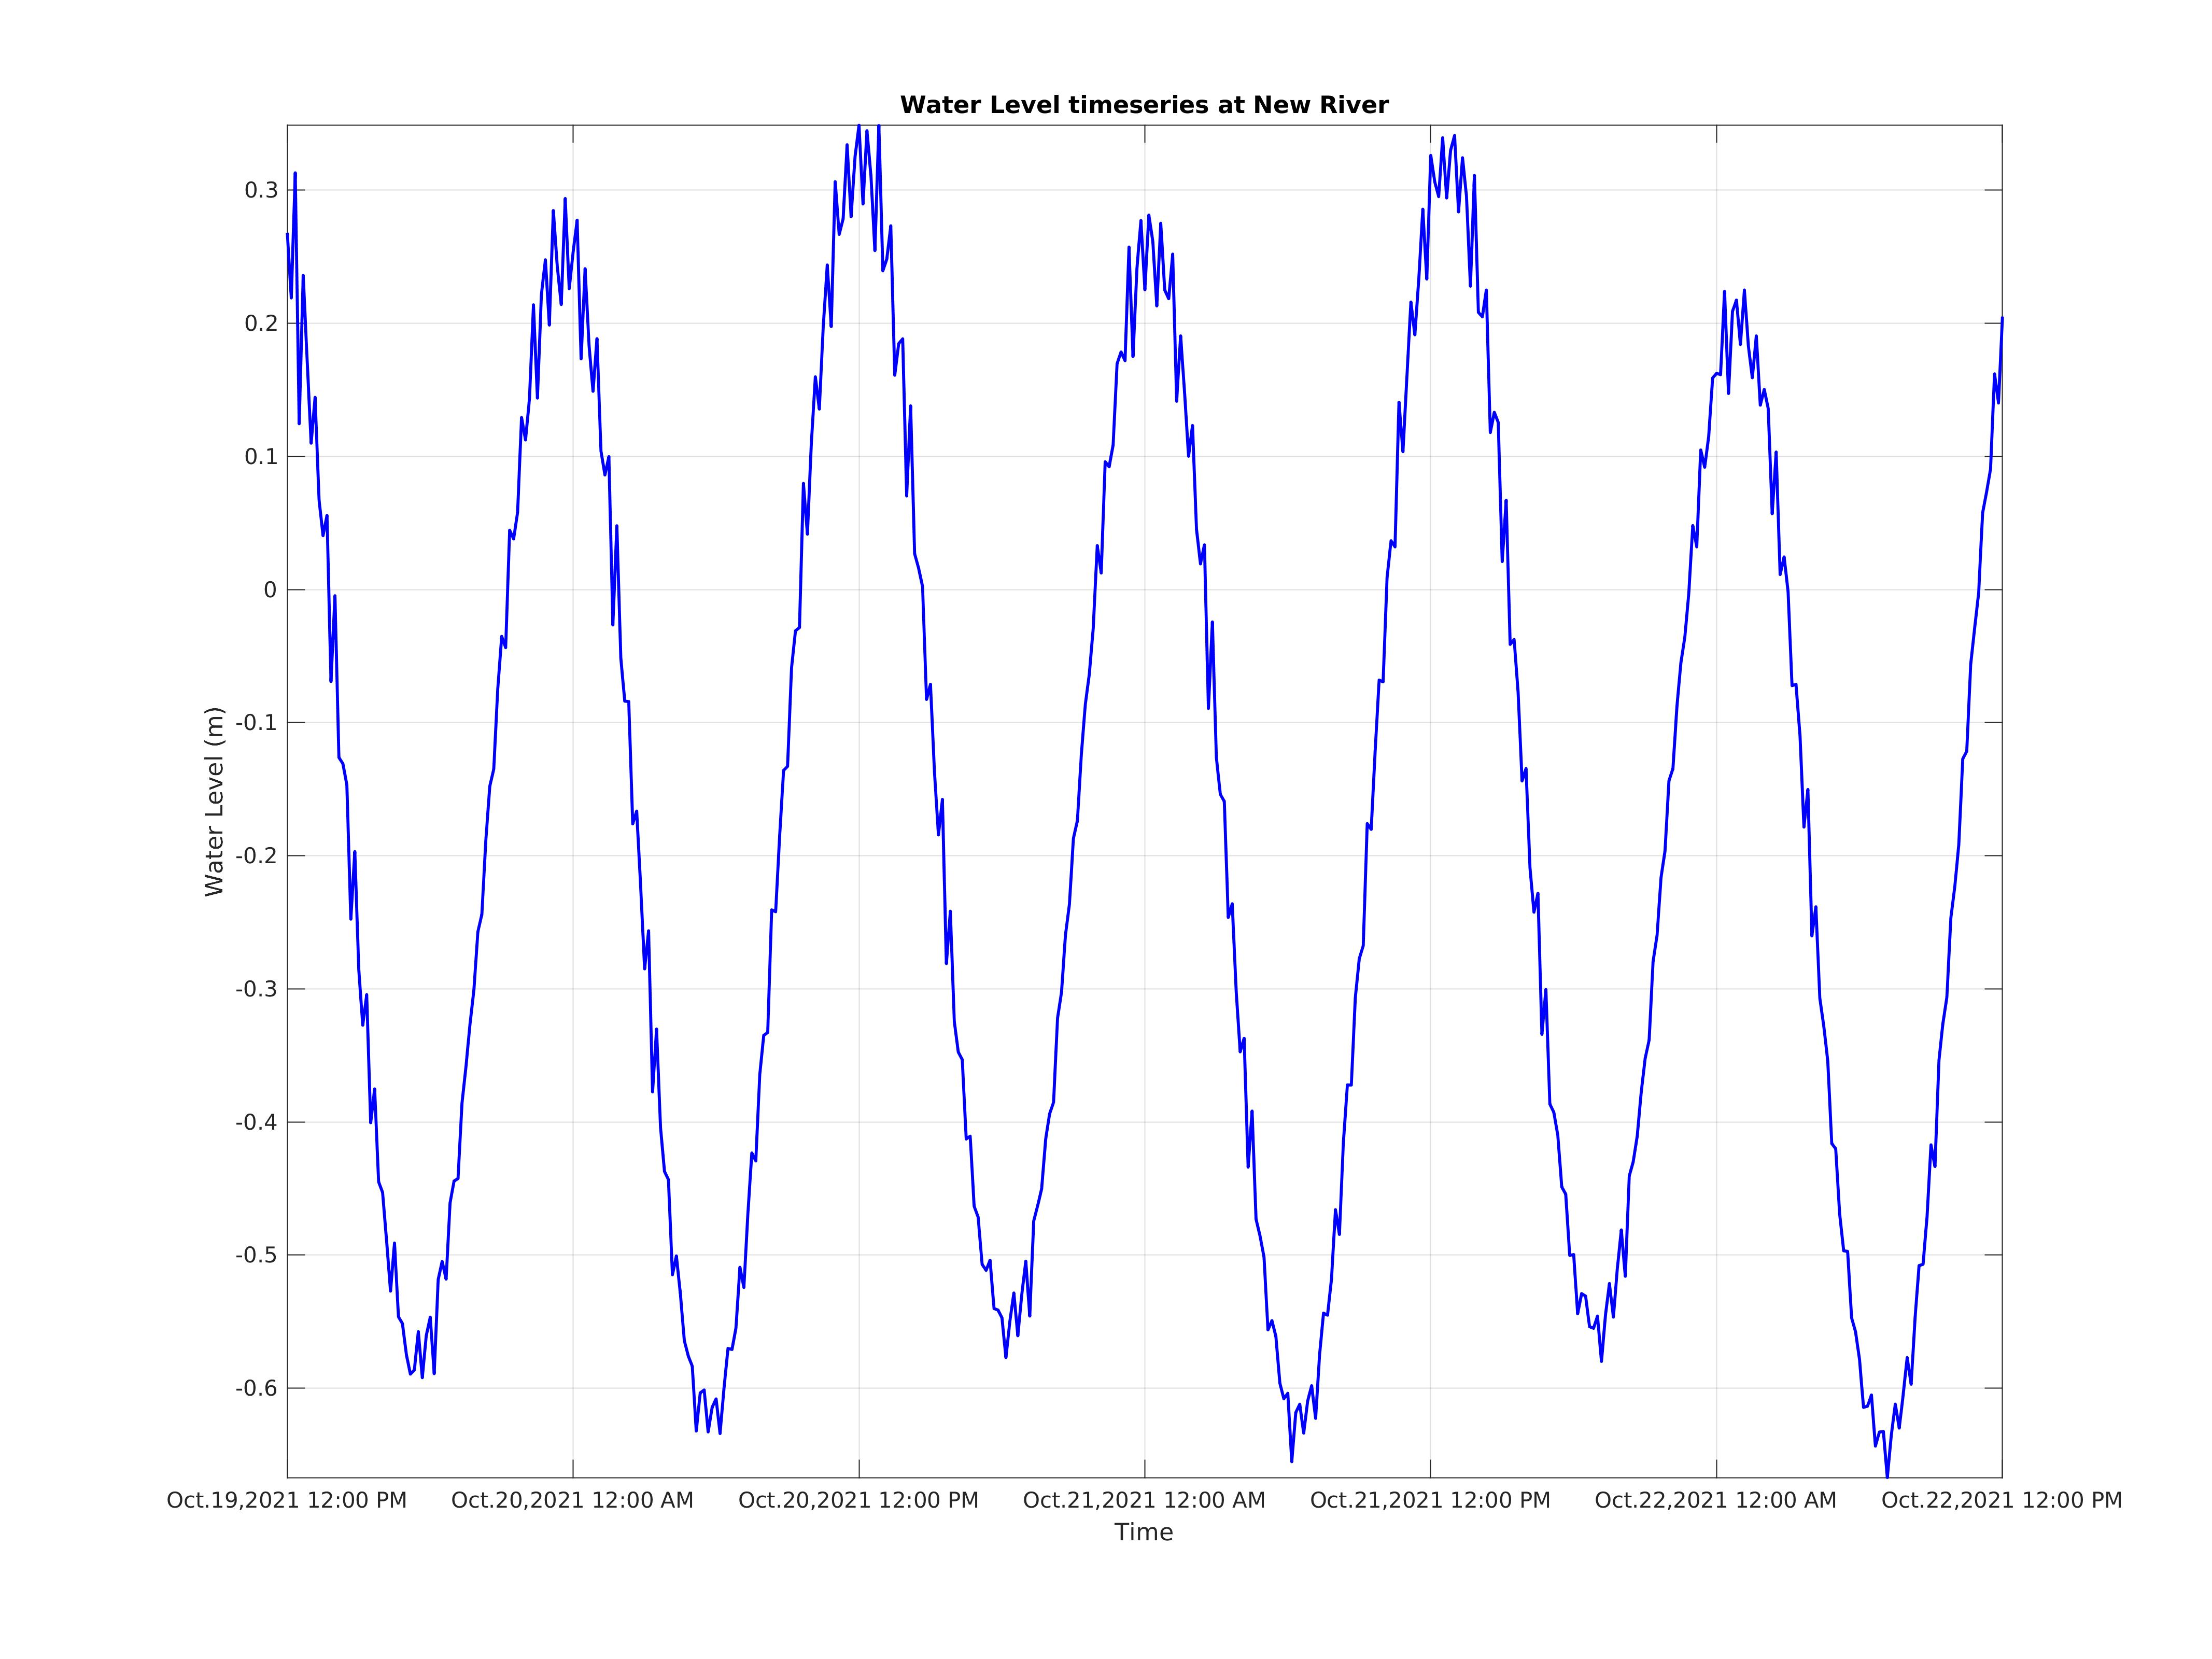 Water Level timeseries at New River
0.3
0.2
0.1
0
-0.1
-0.2
-0.3
-0.4
-0.5
-0.6
Water Level (m)
Oct.19,2021 12:00 PM Oct.20,2021 12:00 AM Oct.20,2021 12:00 PM Oct.21,2021 12:00 AM Oct.21,2021 12:00 PM Oct.22,2021 12:00 AM Oct.22,2021 12:00 PM
Time